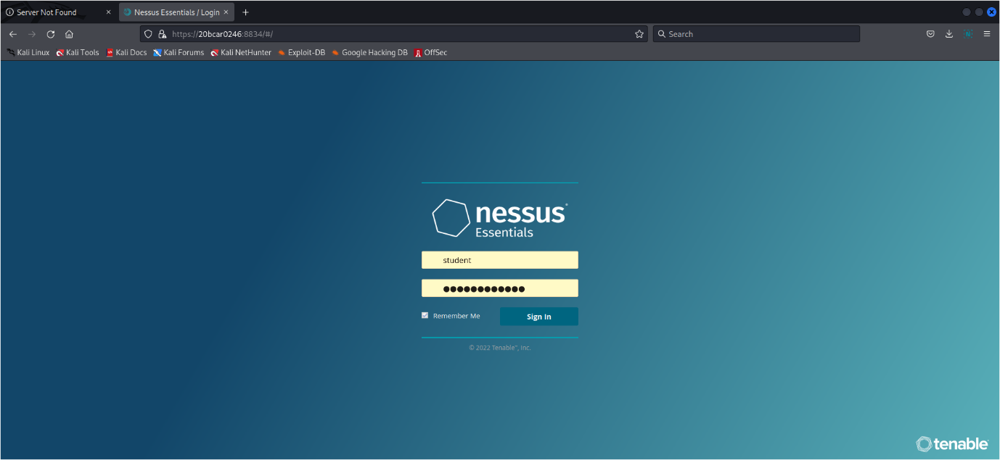 Server Not Found
Nessus Essentials / Login
https://20bcar0246:8834/#/
Search
Kali Linux Kali Tools Kali Docs Kali Forums Kali NetHunter Exploit-DB Google Hacking DB OffSec
nessus
Essentials
student
Remember Me Sign In
© 2022 Tenable™, Inc.
tenable